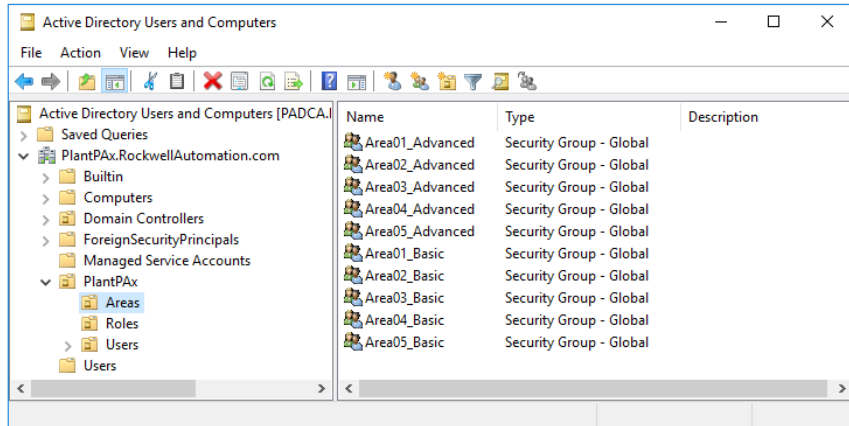 Active Directory Users and Computers
File Action View Help
Active Directory Users and Computers [PADCA.
Saved Queries
PlantPAx.RockwellAutomation.com
Builtin
Computers
Domain Controllers
ForeignSecurityPrincipals
Managed Service Accounts
PlantPAx
Areas
Roles
Users
Users
Name Type Description
Area01_Advanced Security Group - Global
Area02_Advanced Security Group - Global
Area03_Advanced Security Group - Global
Area04_Advanced Security Group - Global
Area05_Advanced Security Group - Global
Area01_Basic Security Group - Global
Area02_Basic Security Group - Global
Area03_Basic Security Group - Global
Area04_Basic Security Group - Global
Area05_Basic Security Group - Global